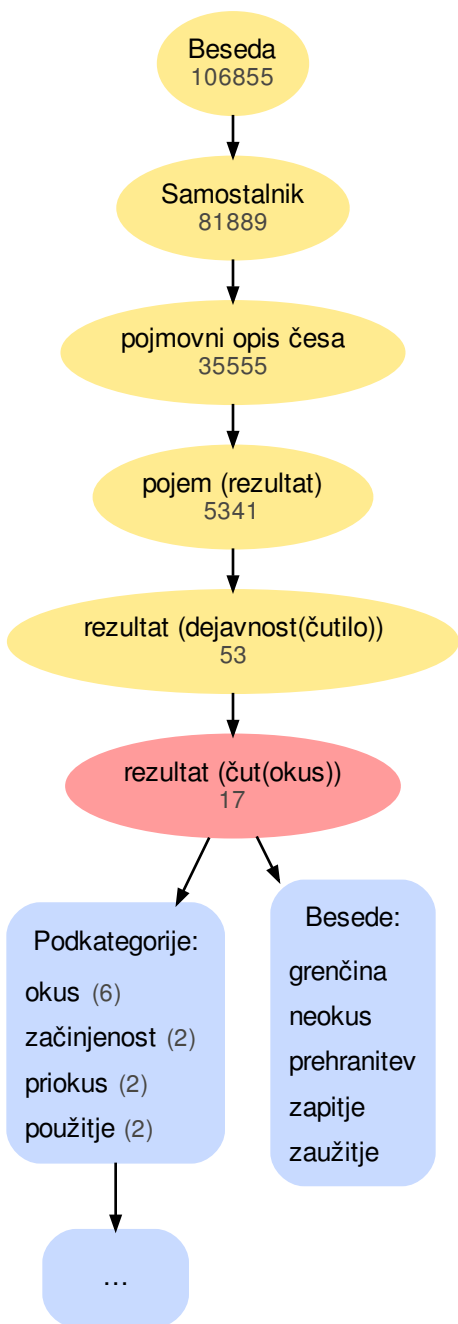 Beseda
106855
Samostalnik
81889
pojmovni opis česa
35555
pojem (rezultat)
5341
rezultat (dejavnost(čutilo))
53
rezultat (čut(okus))
17
Podkategorije:
okus (6)
začinjenost (2)
priokus (2)
použitje (2)
Besede:
grenčina
neokus
prehranitev
zapitje
zaužitje
...